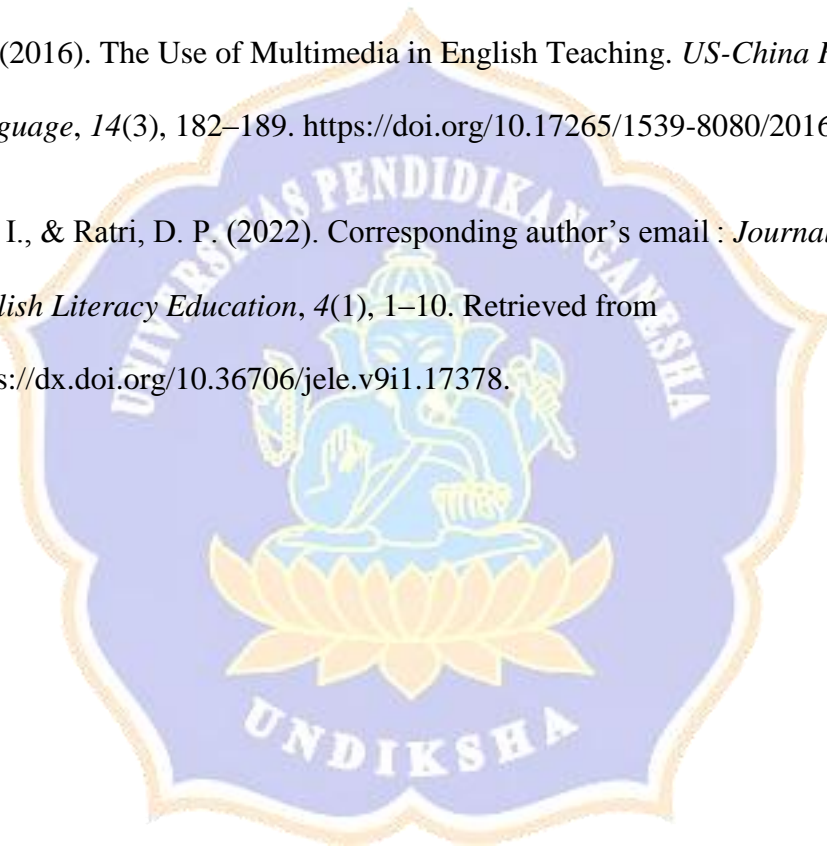 (2016). The Use of Multimedia in English Teaching. US-China F
guage, 14(3), 182–189. https://doi.org/10.17265/1539-8080/2016
I., & Ratri, D. P. (2022). Corresponding author’s email : Journal
lish Literacy Education, 4(1), 1–10. Retrieved from
s://dx.doi.org/10.36706/jele.v9i1.17378.
UNIVERSITAS PENDIDIKAN GANESHA
UNDIKSHA